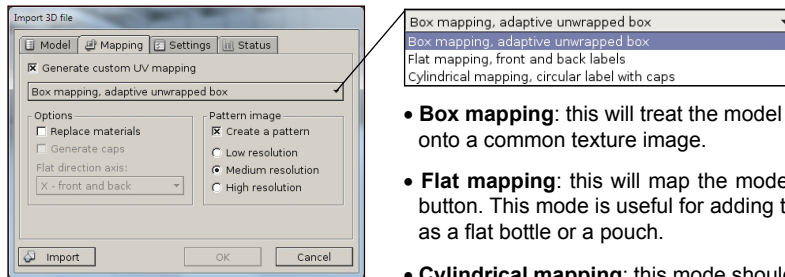 Import 3D file
Model Mapping Settings Status
Generate custom UV mapping
Box mapping, adaptive unwrapped box
Options
Replace materials
Generate caps
Flat direction axis:
X - front and back
Pattern image
Create a pattern
Low resolution
Medium resolution
High resolution
Import OK Cancel
Box mapping, adaptive unwrapped box
Box mapping, adaptive unwrapped box
Flat mapping, front and back labels
Cylindrical mapping, circular label with caps
• Box mapping: this will treat the model
onto a common texture image.
• Flat mapping: this will map the mode
button. This mode is useful for adding t
as a flat bottle or a pouch.
• Cylindrical mapping: this mode should